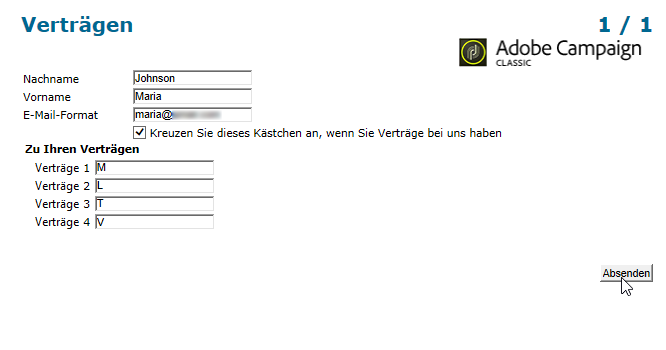 Verträgen
1 / 1
Adobe Campaign
CLASSIC
Nachname Johnson
Vorname Maria
E-Mail-Format maria@
Kreuzen Sie dieses Kästchen an, wenn Sie Verträge bei uns haben
Zu Ihren Verträgen
Verträge 1 M
Verträge 2 L
Verträge 3 T
Verträge 4 V
Absenden